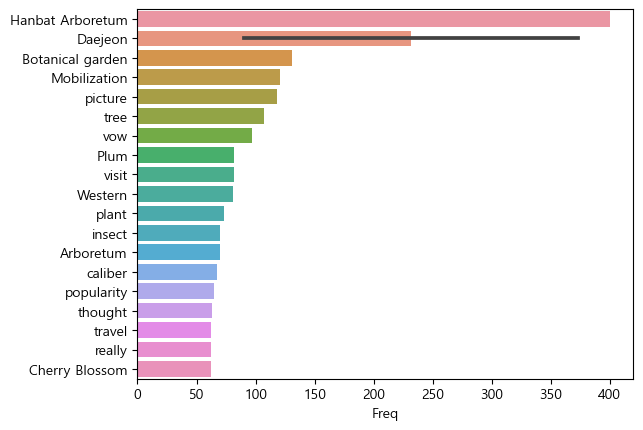 Hanbat Arboretum
Daejeon
Botanical garden
Mobilization
picture
tree
vow
Plum
visit
Western
plant
insect
Arboretum
caliber
popularity
thought
travel
really
Cherry Blossom
0 50 100 150 200 250 300 350 400
Freq